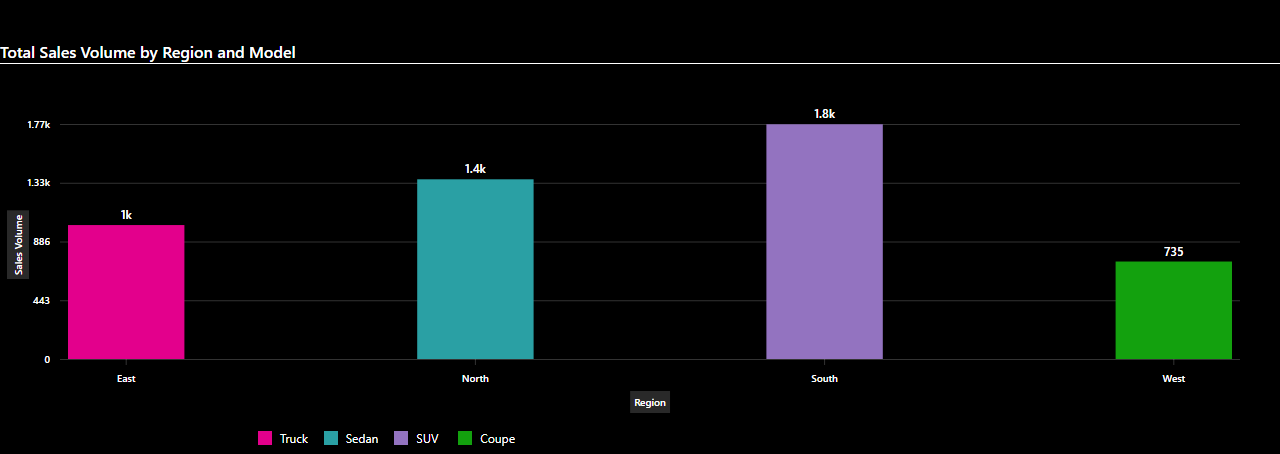 Total Sales Volume by Region and Model
1.8k
1.77k
1.4k
1.33k
1k
886
735
Sales Volume
443
0
East North South West
Region
Truck Sedan SUV Coupe